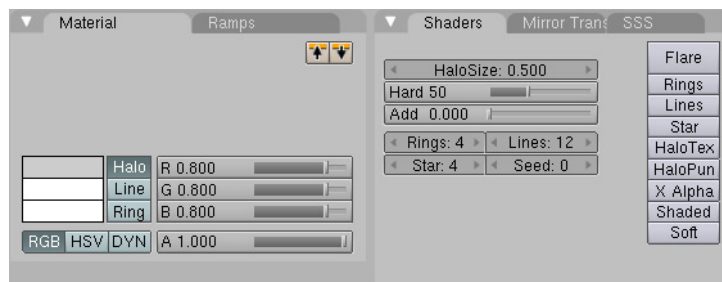 Material Ramps
Halo R 0.800
Line G 0.800
Ring B 0.800
RGB HSV DYN A 1.000
Shaders Mirror Trans SSS
HaloSize: 0.500
Hard 50
Add 0.000
Rings: 4 Lines: 12
Star: 4 Seed: 0
Flare
Rings
Lines
Star
HaloTex
HaloPun
X Alpha
Shaded
Soft